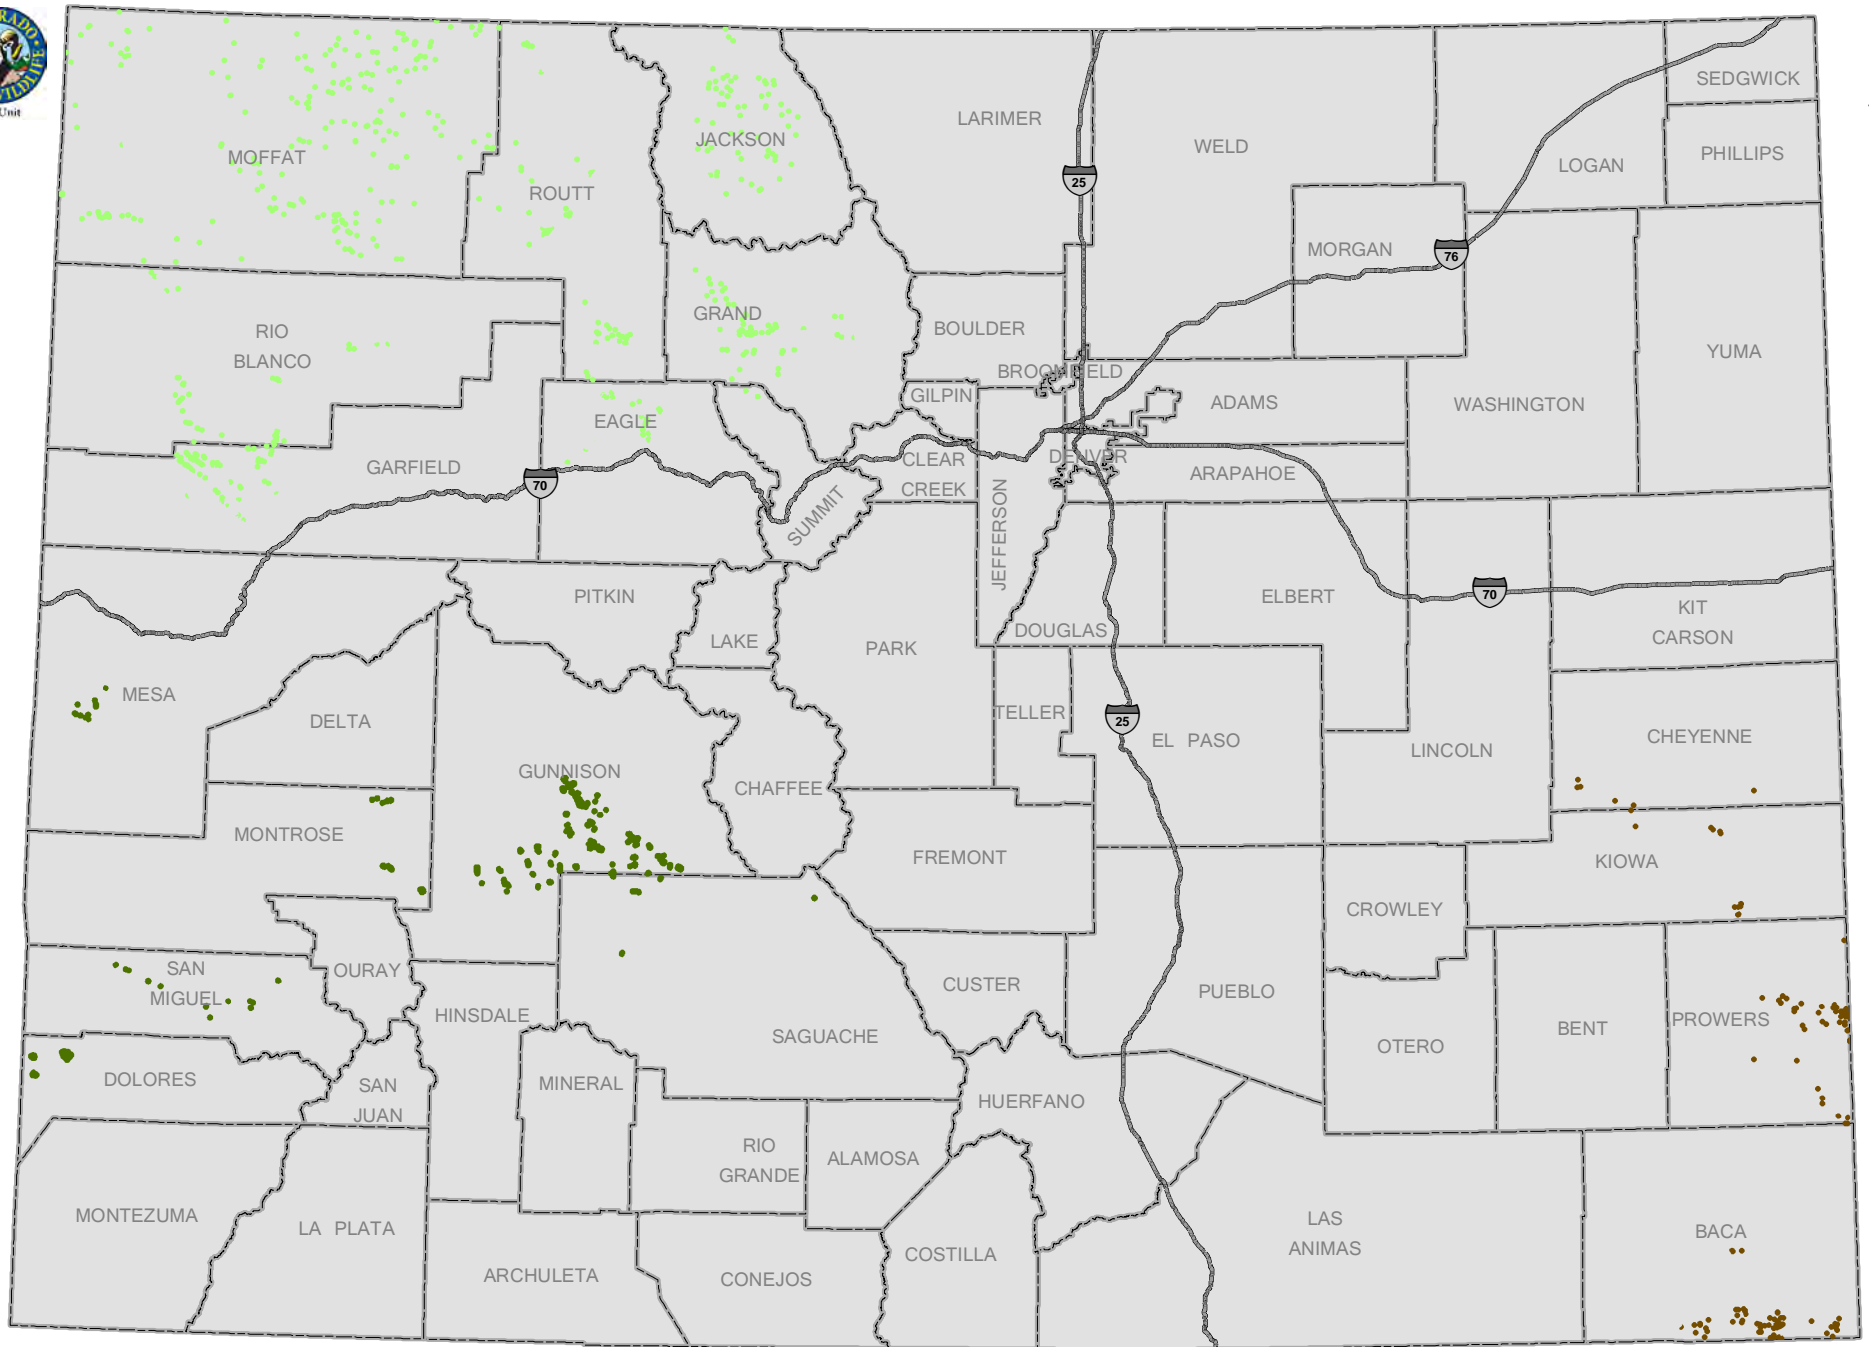 RADO
WILDLIFE
Unit
SEDGWICK
LARIMER
JACKSON
WELD
PHILLIPS
MOFFAT
LOGAN
25
ROUTT
MORGAN
76
GRAND
RIO
BLANCO
BOULDER
YUMA
BROOMFIELD
GILPIN
ADAMS
WASHINGTON
EAGLE
GARFIELD
CLEAR
CREEK
DENVER
ARAPAHOE
70
SUMMIT
JEFFERSON
PITKIN
ELBERT
70
KIT
CARSON
LAKE
PARK
DOUGLAS
MESA
DELTA
TELLER
25
EL PASO
LINCOLN
CHEYENNE
GUNNISON
CHAFFEE
MONTROSE
FREMONT
KIOWA
CROWLEY
SAN
MIGUEL
OURAY
CUSTER
PUEBLO
HINSDALE
SAGUACHE
OTERO
BENT
PROWERS
DOLORES
SAN
JUAN
MINERAL
HUERFANO
RIO
GRANDE
ALAMOSA
MONTEZUMA
LA PLATA
LAS
ANIMAS
BACA
COSTILLA
ARCHULETA
CONEJOS